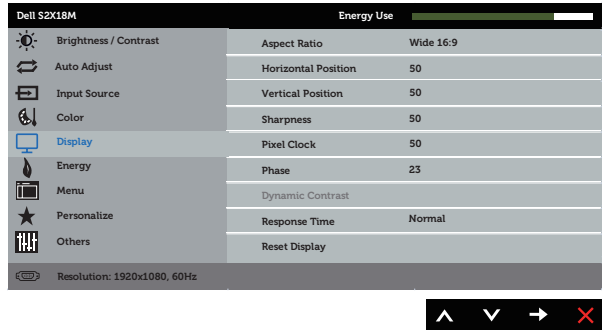 Dell S2X18M Energy Use
Brightness / Contrast
Auto Adjust
Input Source
Color
Display
Energy
Menu
Personalize
Others
Aspect Ratio Wide 16:9
Horizontal Position 50
Vertical Position 50
Sharpness 50
Pixel Clock 50
Phase 23
Dynamic Contrast
Response Time Normal
Reset Display
Resolution: 1920x1080, 60Hz